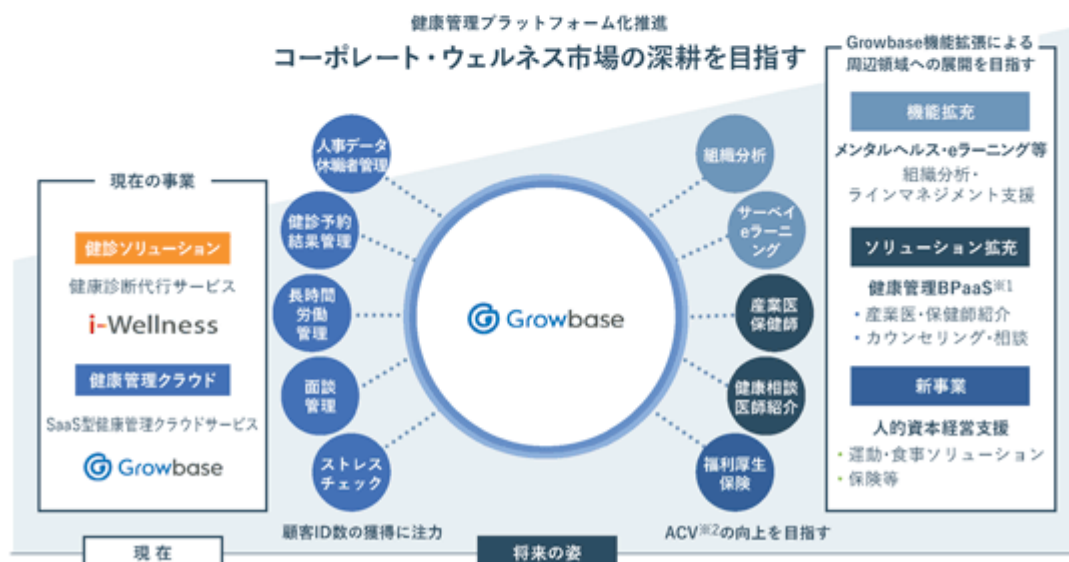 健康管理プラットフォーム化推進
コーポレート・ウェルネス市場の深耕を目指す
現在の事業
健診ソリューション
健康診断代行サービス
i-Wellness
健康管理クラウド
SaaS型健康管理クラウドサービス
Growbase
人事データ
休職者管理
健診予約
結果管理
長時間
労働
管理
面談
管理
ストレス
チェック
顧客ID数の獲得に注力
Growbase
組織分析
サーベイ
eラーニ
ング
産業医
保健師
健康相談
医師紹介
福利厚生
保険
ACV※2の向上を目指す
Growbase機能拡張による
周辺領域への展開を目指す
機能拡充
メンタルヘルス・eラーニング等
組織分析・
ラインマネジメント支援
ソリューション拡充
健康管理BPaaS※1
・産業医・保健師紹介
・カウンセリング・相談
新事業
人的資本経営支援
・運動・食事ソリューション
・保険等
現在
将来の姿